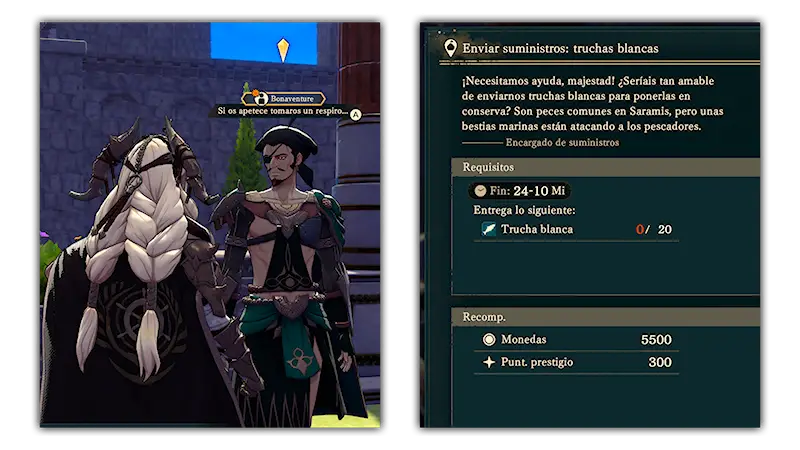 Bonaventure
Si os apetece tomaros un respiro... A
Enviar suministros: truchas blancas
¡Necesitamos ayuda, majestad! ¿Seríais tan amable
de enviarnos truchas blancas para ponerlas en
conserva? Son peces comunes en Saramis, pero unas
bestias marinas están atacando a los pescadores.
Encargado de suministros
Requisitos
Fin: 24-10 Mi
Entrega lo siguiente:
Trucha blanca 0/ 20
Recomp.
Monedas 5500
Punt. prestigio 300